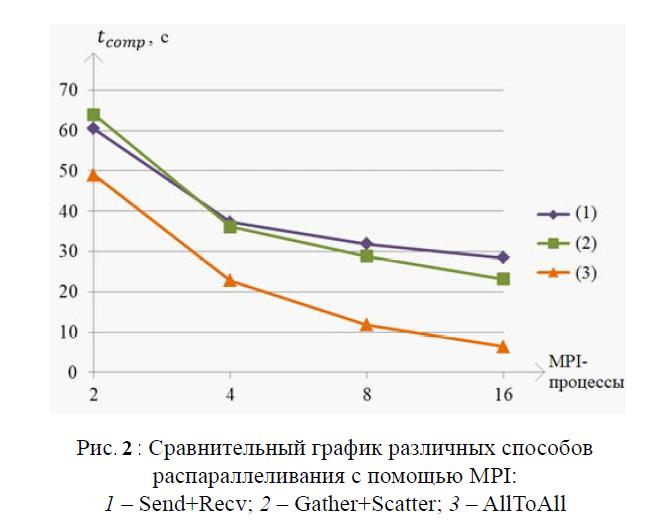 t_comp, с
70
60
50
40
30
20
10
0
2 4 8 16
MPI-
процессы
(1)
(2)
(3)
Рис. 2 : Сравнительный график различных способов
распараллеливания с помощью MPI:
1 – Send+Recv; 2 – Gather+Scatter; 3 – AllToAll